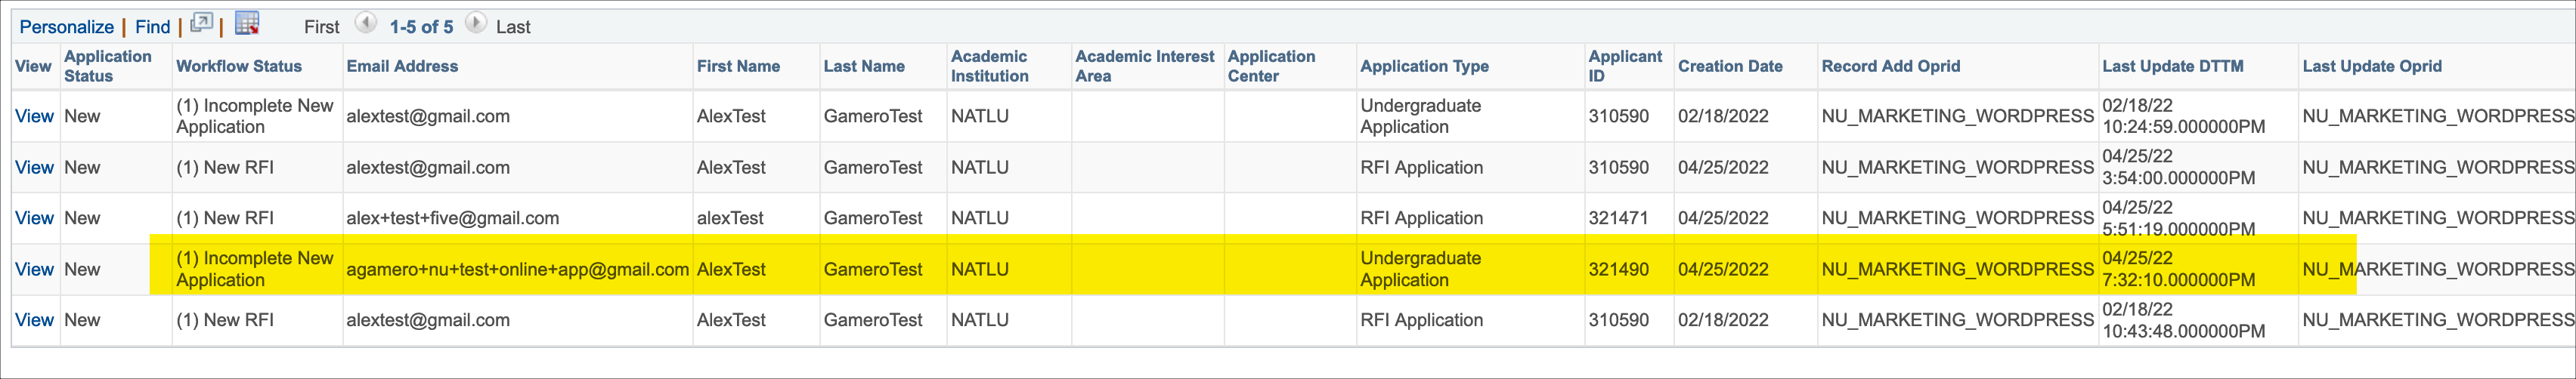 Personalize | Find | | First 1-5 of 5 Last
View Application Status Workflow Status Email Address First Name Last Name Academic Institution Academic Interest Area Application Center Application Type Applicant ID Creation Date Record Add Oprid Last Update DTTM Last Update Oprid
View New (1) Incomplete New Application alextest@gmail.com AlexTest GameroTest NATLU Undergraduate Application 310590 02/18/2022 NU_MARKETING_WORDPRESS 02/18/22 10:24:59.000000PM NU_MARKETING_WORDPRESS
View New (1) New RFI alextest@gmail.com AlexTest GameroTest NATLU RFI Application 310590 04/25/2022 NU_MARKETING_WORDPRESS 04/25/22 3:54:00.000000PM NU_MARKETING_WORDPRESS
View New (1) New RFI alex+test+five@gmail.com alexTest GameroTest NATLU RFI Application 321471 04/25/2022 NU_MARKETING_WORDPRESS 04/25/22 5:51:19.000000PM NU_MARKETING_WORDPRESS
View New (1) Incomplete New Application agamero+nu+test+online+app@gmail.com AlexTest GameroTest NATLU Undergraduate Application 321490 04/25/2022 NU_MARKETING_WORDPRESS 04/25/22 7:32:10.000000PM NU_MARKETING_WORDPRESS
View New (1) New RFI alextest@gmail.com AlexTest GameroTest NATLU RFI Application 310590 02/18/2022 NU_MARKETING_WORDPRESS 02/18/22 10:43:48.000000PM NU_MARKETING_WORDPRESS